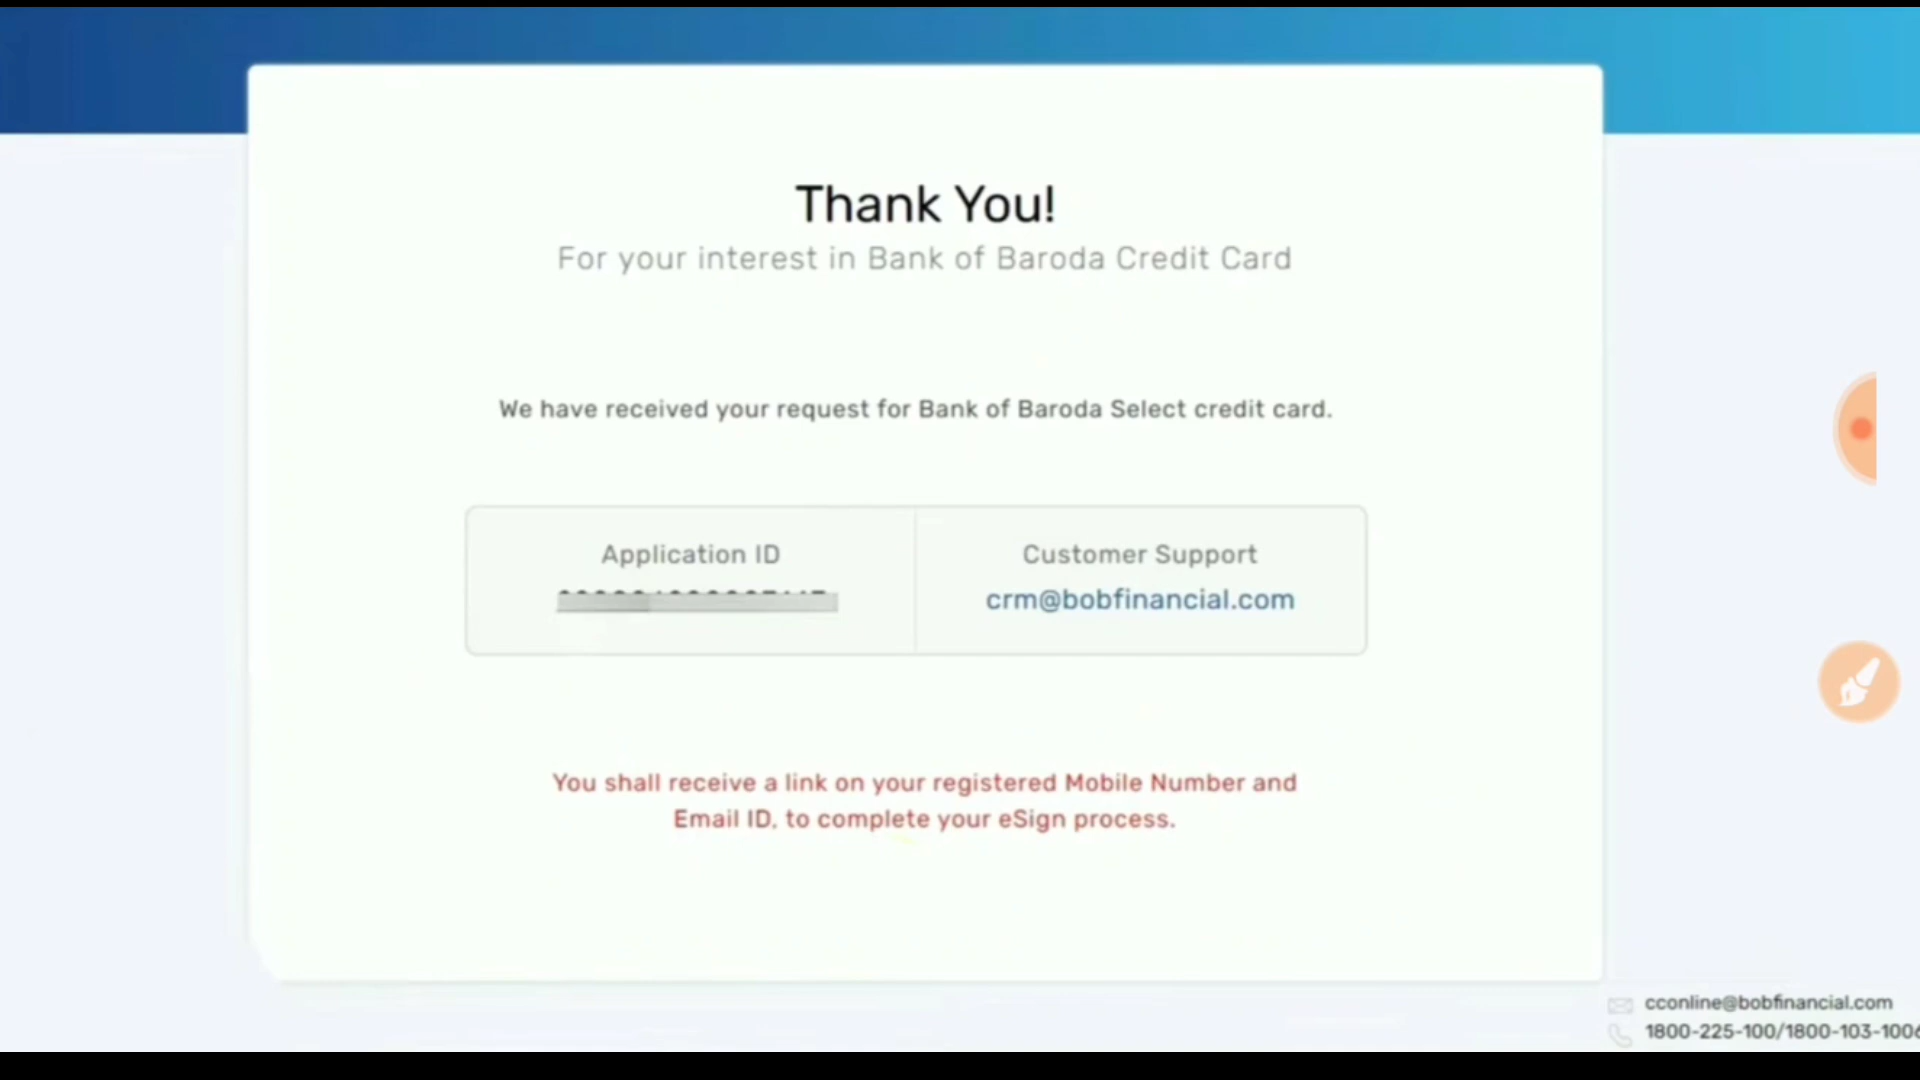 Thank You!
For your interest in Bank of Baroda Credit Card
We have received your request for Bank of Baroda Select credit card.
Application ID
Customer Support
crm@bobfinancial.com
You shall receive a link on your registered Mobile Number and
Email ID, to complete your eSign process.
cconline@bobfinancial.com
1800-225-100/1800-103-1006